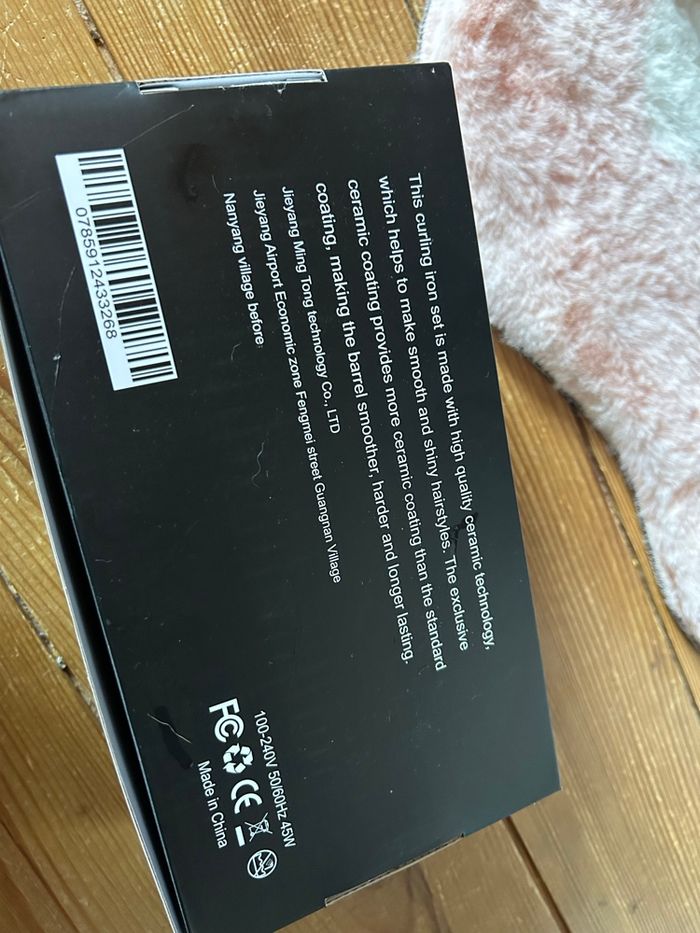 This curling iron set is made with high quality ceramic technology,
which helps to make smooth and shiny hairstyles. The exclusive
ceramic coating provides more ceramic coating than the standard
coating, making the barrel smoother, harder and longer lasting.
Jieyang Ming Tong technology Co., LTD
Jieyang Airport Economic zone Fengmei street Guangnan Village
Nanyang village before
0785912433268
100-240V 50/60Hz 45W
FC CE
Made in China